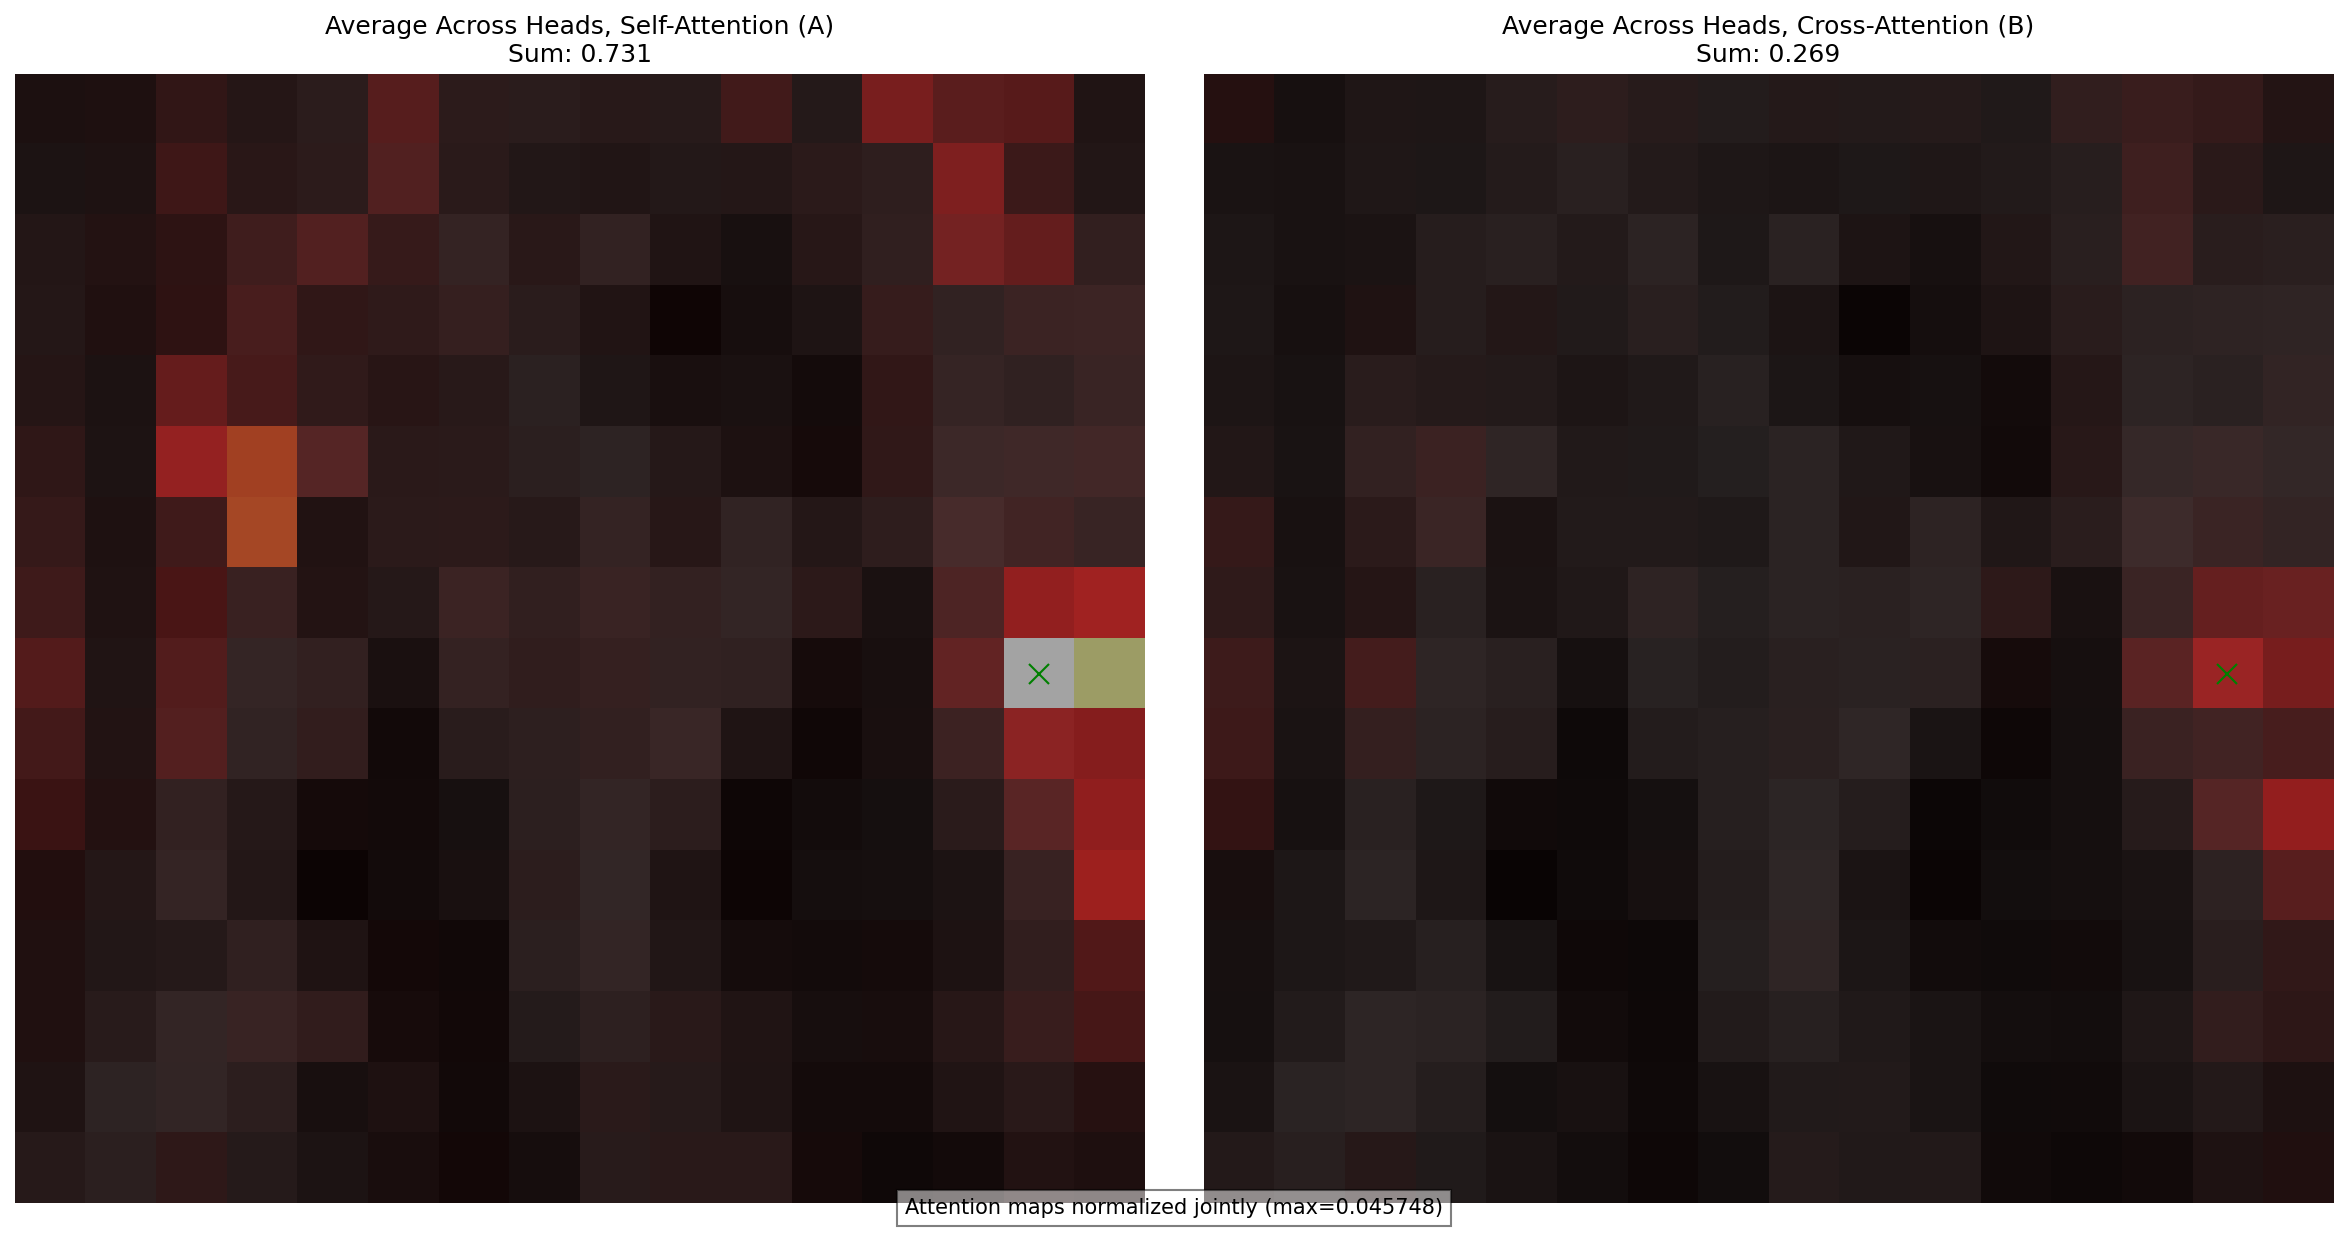 Average Across Heads, Self-Attention (A)
Sum: 0.731
Average Across Heads, Cross-Attention (B)
Sum: 0.269
Attention maps normalized jointly (max=0.045748)